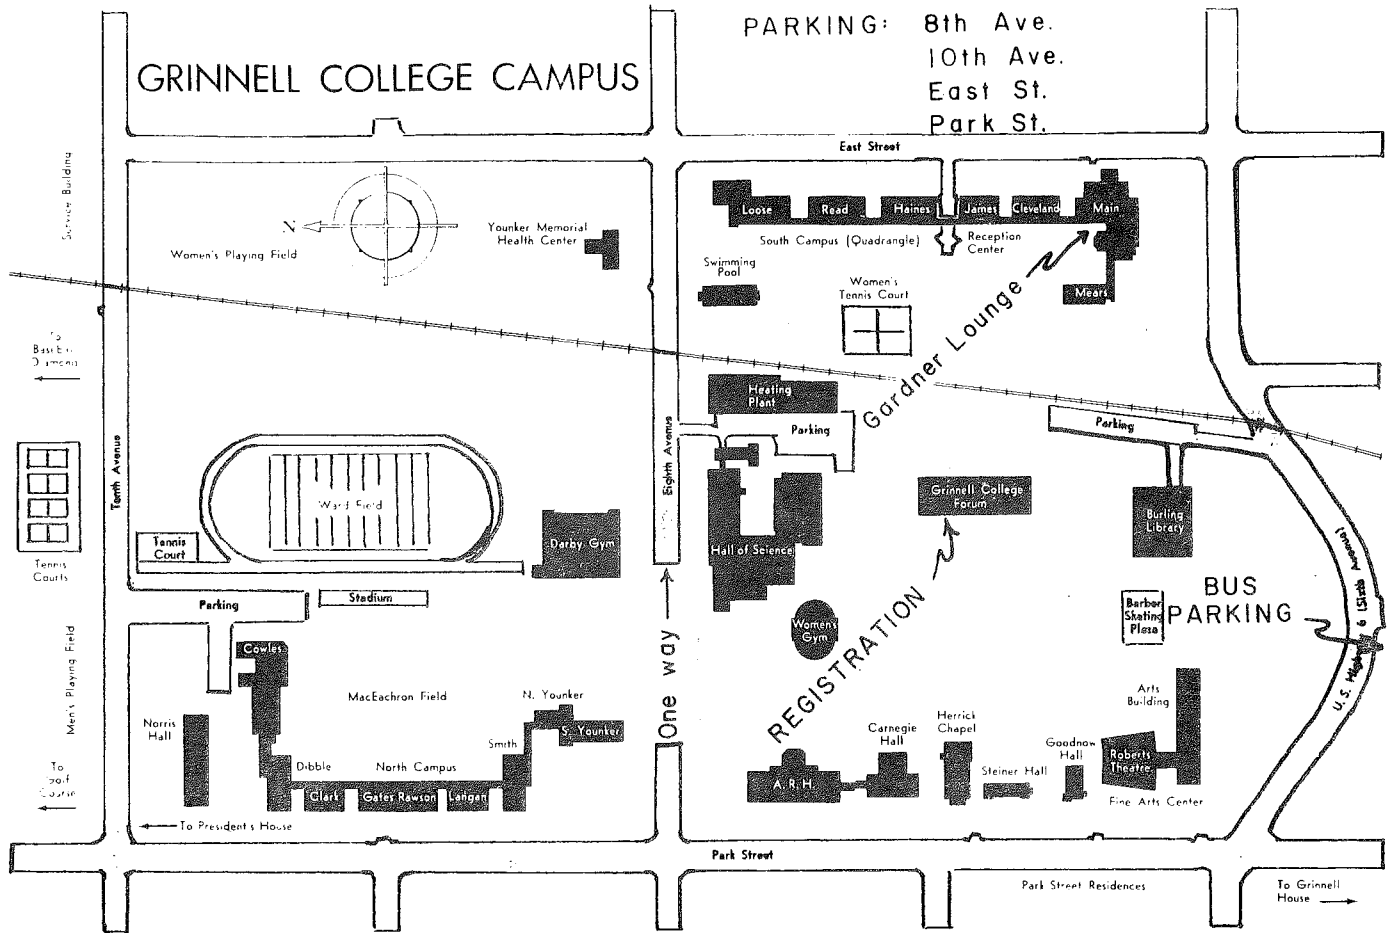 PARKING: 8th Ave.
10th Ave.
East St.
Park St.
GRINNELL COLLEGE CAMPUS
East Street
Service Building
N
Women's Playing Field
Younker Memorial
Health Center
Loose
Read
Haines
James
Cleveland
Main
South Campus (Quadrangle)
Reception
Center
Swimming
Pool
Women's
Tennis Court
Mears
Gardner Lounge
To
Diamond
Heating
Plant
Parking
Parking
Tenth Avenue
Eighth Avenue
Ward Field
Grinnell College
Forum
Burling
Library
Tennis
Court
Darby Gym
Hall of Science
Tennis
Courts
Parking
Stadium
Women's
Gym
REGISTRATION
Barber
Skating
Plaza
BUS
PARKING
U.S. Highway 6 (Sixth Avenue)
Men's Playing Field
Cowles
MacEachron Field
N. Younker
S. Younker
One way
Norris
Hall
Smith
Carnegie
Hall
Herrick
Chapel
Arts
Building
Goodnow
Hall
Roberts
Theatre
To
Golf
Course
Dibble
North Campus
Clark
Gates
Rawson
Langan
A.R.H.
Steiner Hall
Fine Arts Center
To President's House
Park Street
Park Street Residences
To Grinnell
House